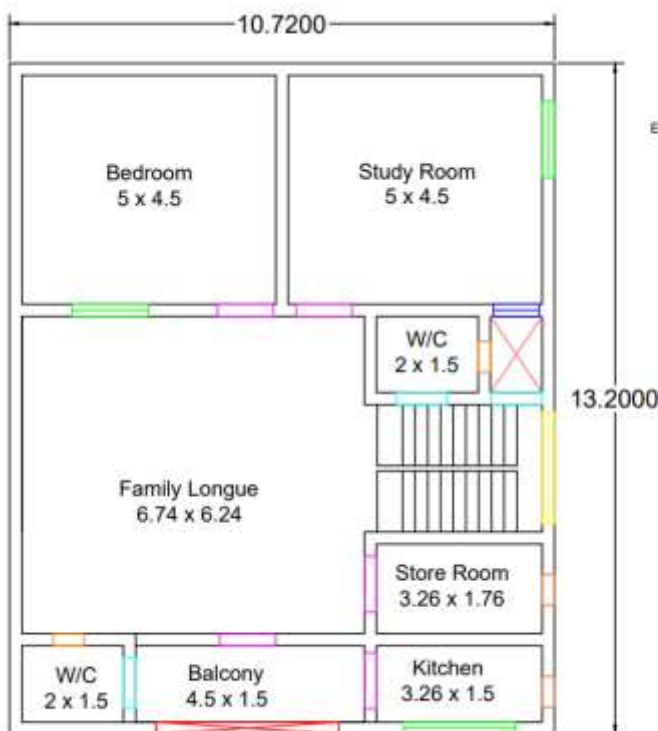 10.7200
m
Bedroom
5 x 4.5
Study Room
5 x 4.5
W/C
2 x 1.5
13.2000
Family Longue
6.74 x 6.24
Store Room
3.26 x 1.76
W/C
2 x 1.5
Balcony
4.5 x 1.5
Kitchen
3.26 x 1.5